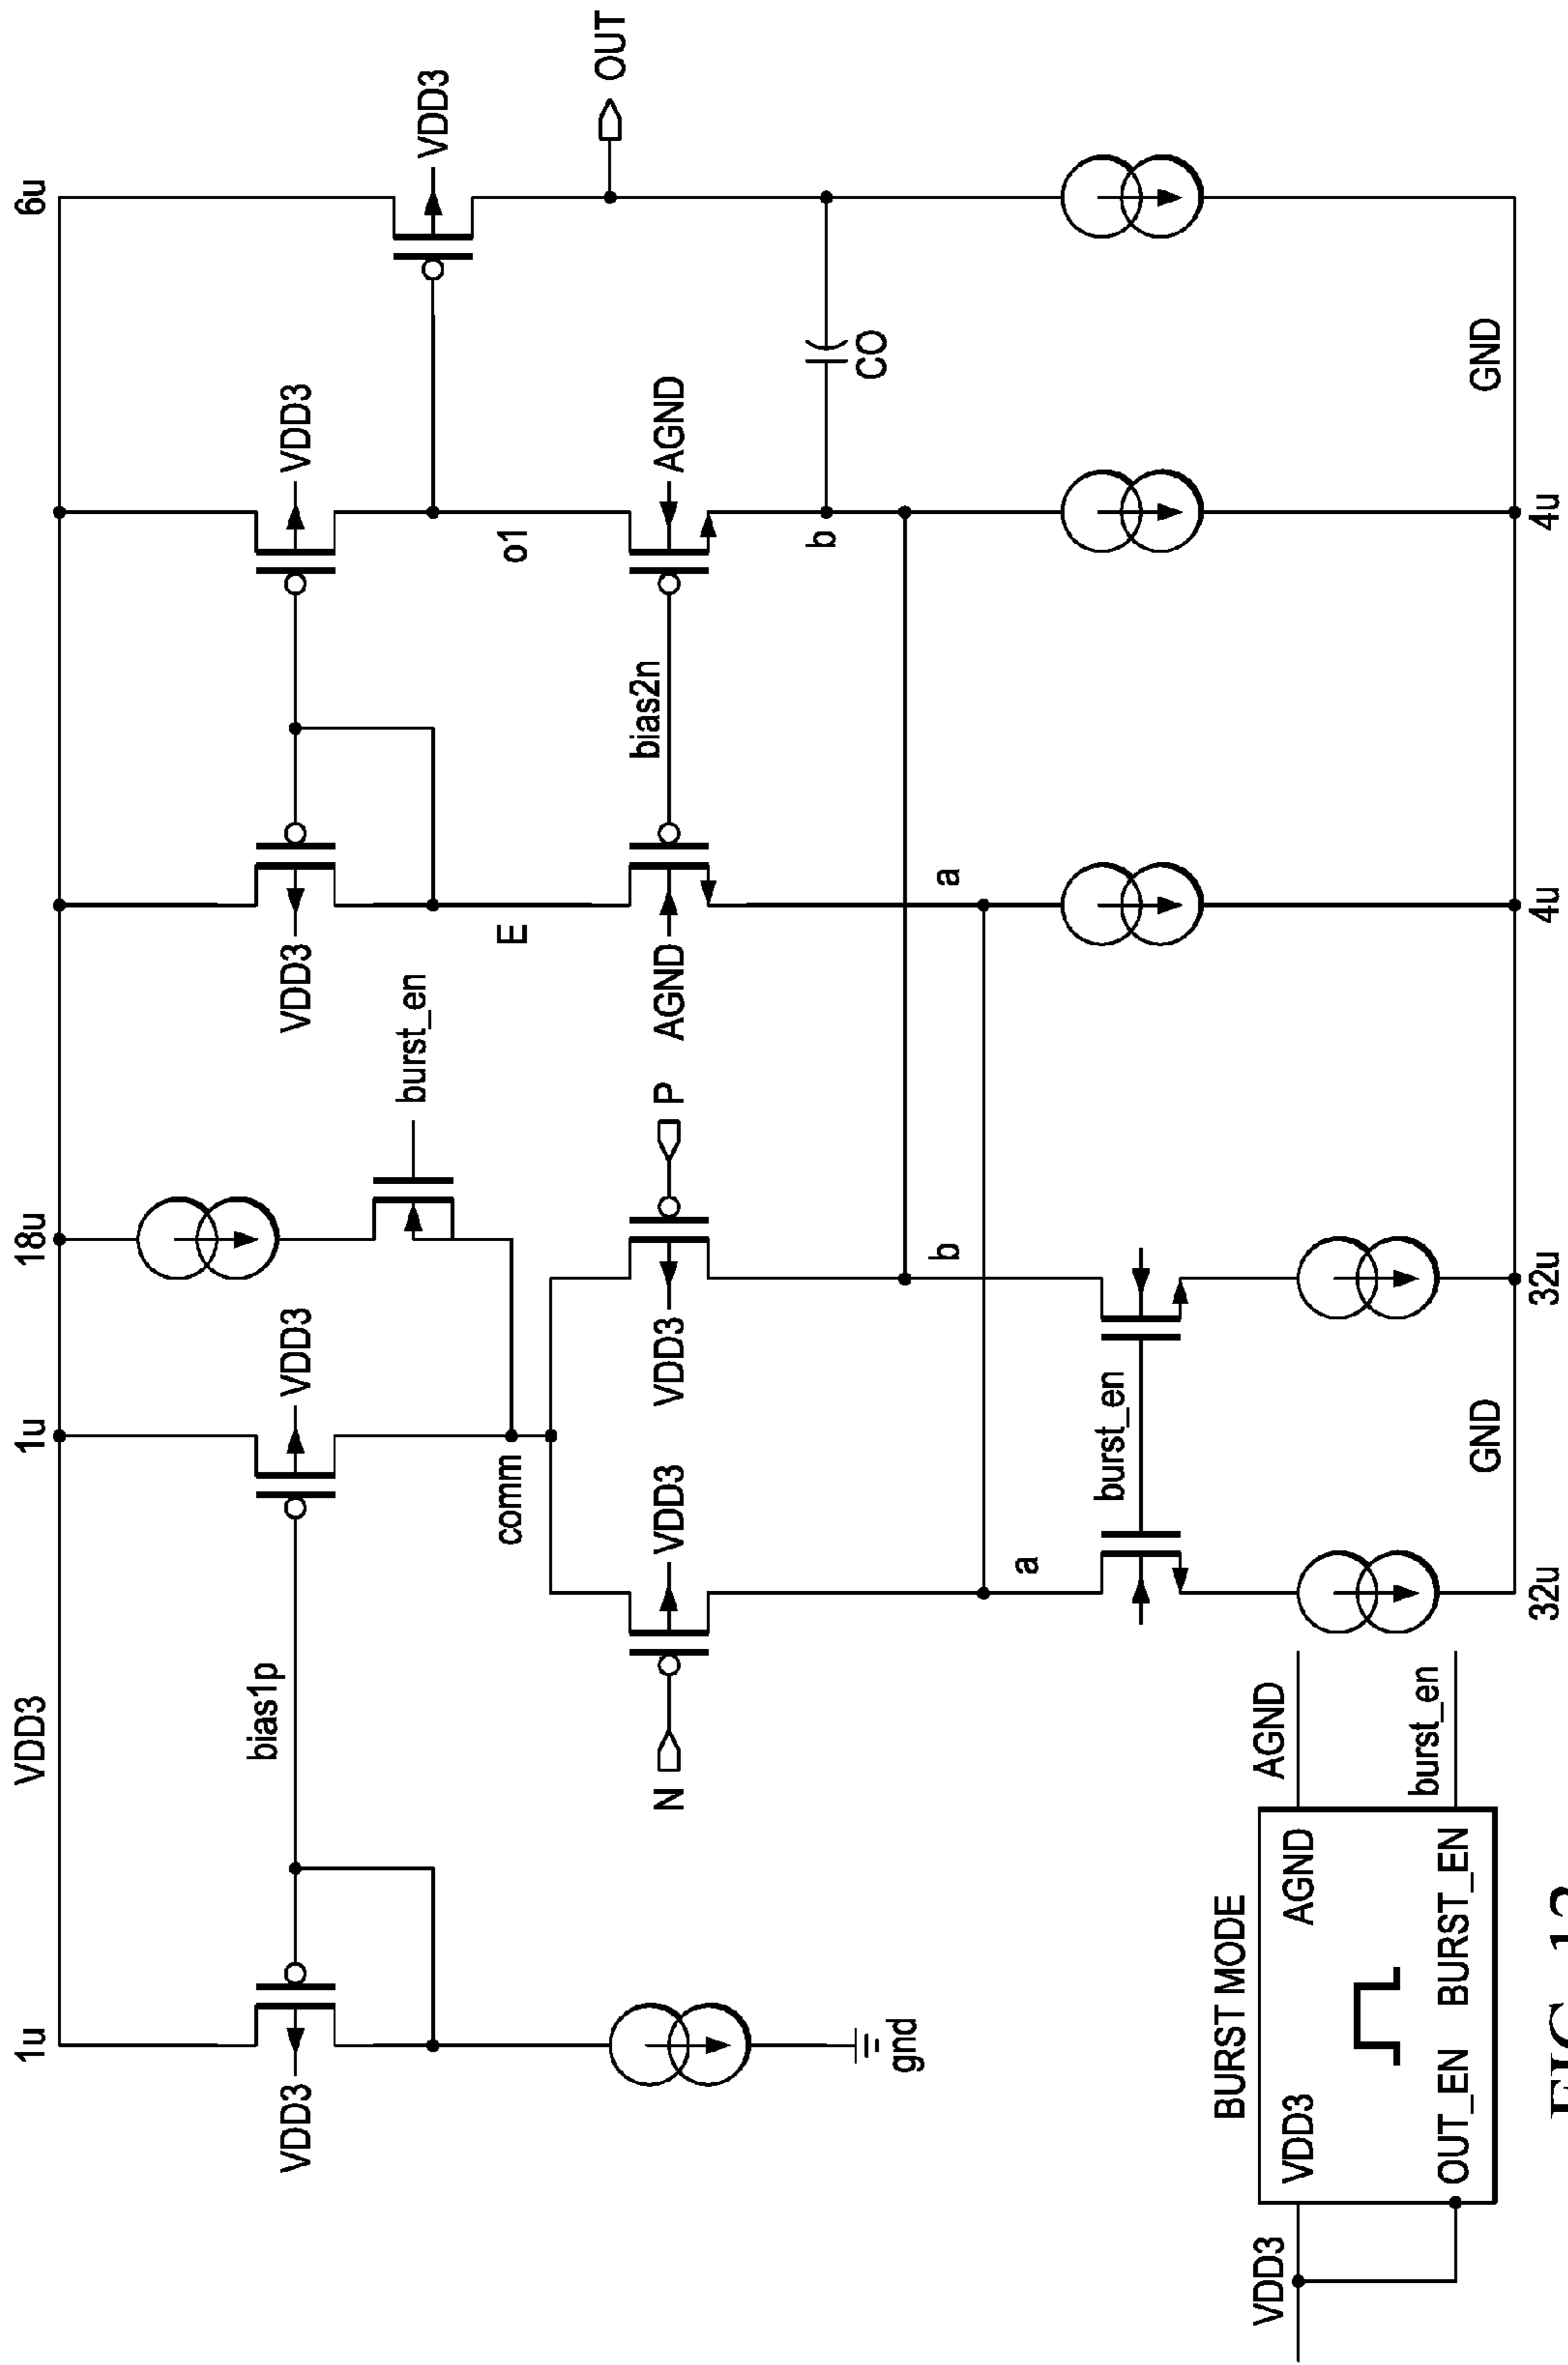 1u
VDD3
1u
18u
6u
bias1p
VDD3
VDD3
VDD3
VDD3
burst_en
VDD3
comm
E
o1
OUT
bias2n
N
VDD3
VDD3
P
AGND
AGND
b
CO
gnd
b
a
a
burst_en
BURST MODE
VDD3
VDD3
AGND
AGND
OUT_EN
BURST_EN
burst_en
GND
GND
32u
32u
4u
4u